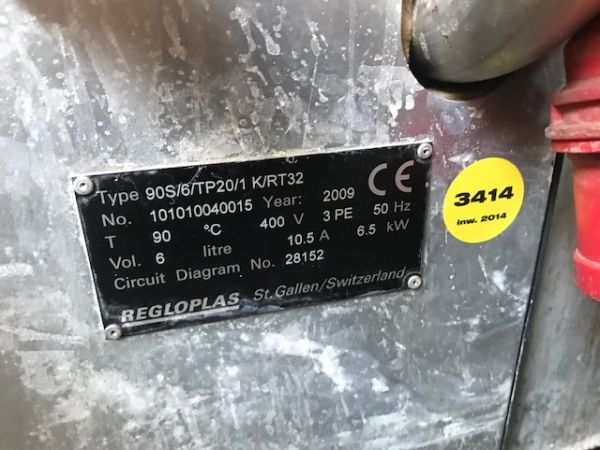 Type 90S/6/TP20/1 K/RT32
No. 101010040015 Year: 2009 CE
T 90 °C 400 V 3 PE 50 Hz
Vol. 6 litre 10.5 A 6.5 kW
Circuit Diagram No. 28152
REGLOPLAS St.Gallen/Switzerland
3414
inw. 2014